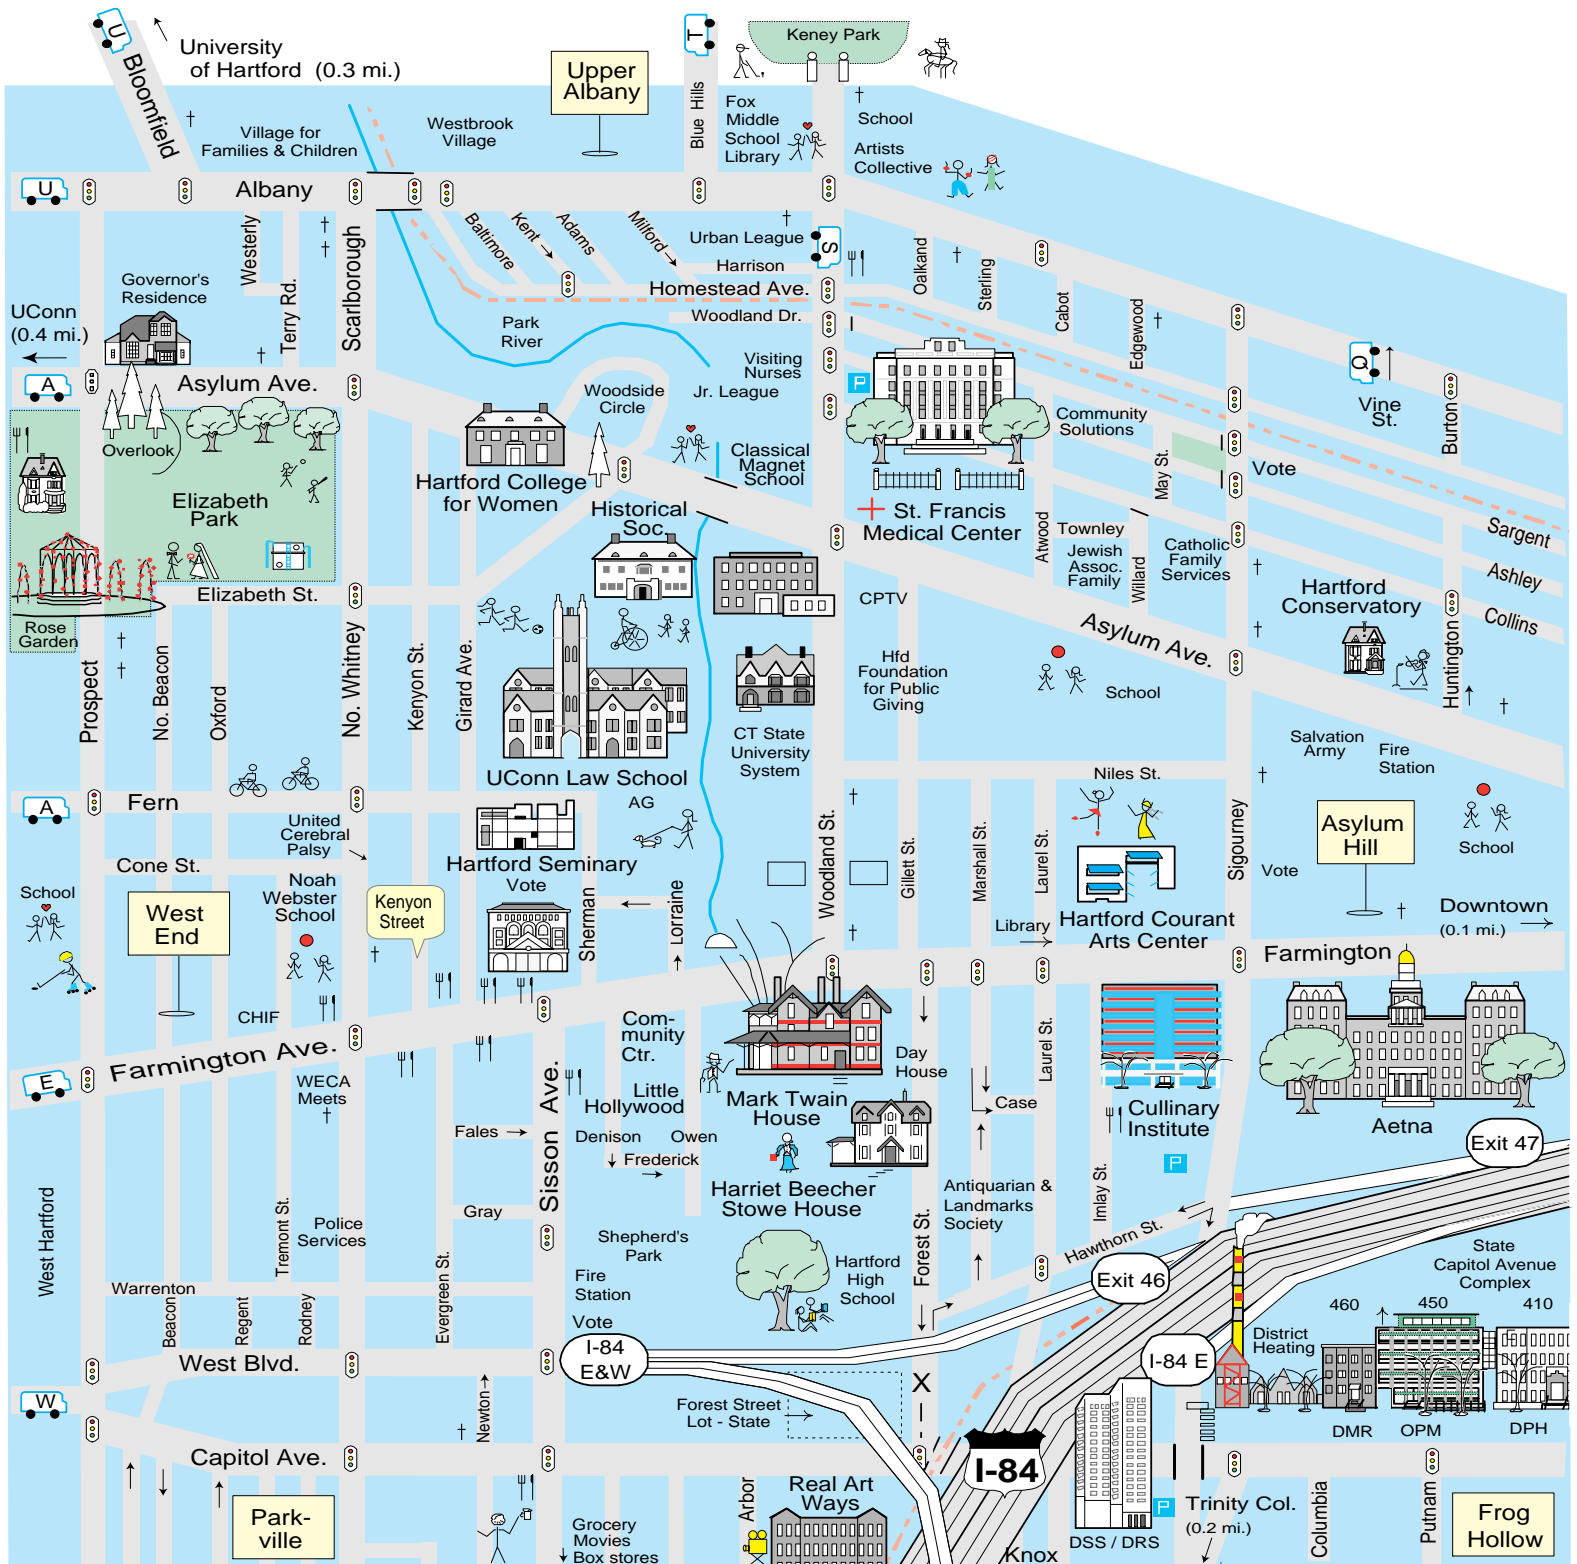 U
Bloomfield
University
of Hartford (0.3 mi.)
Upper
Albany
T
Blue Hills
Keney Park
Fox
Middle
School
Library
School
Artists
Collective
Village for
Families & Children
Westbrook
Village
U
Albany
Westerly
Terry Rd.
Scarlborough
Baltimore
Kent
Adams
Milford
Urban League
Harrison
S
Homestead Ave.
Woodland Dr.
Oalkand
Sterling
Cabot
Edgewood
Governor's
Residence
UConn
(0.4 mi.)
Park
River
Visiting
Nurses
Jr. League
P
Q
Vine
St.
Burton
A
Asylum Ave.
Woodside
Circle
Overlook
Elizabeth
Park
Hartford College
for Women
Classical
Magnet
School
Community
Solutions
May St.
Vote
Historical
Soc.
St. Francis
Medical Center
Atwood
Townley
Jewish
Assoc.
Family
Willard
Catholic
Family
Services
Sargent
Ashley
Collins
Hartford
Conservatory
Huntington
Elizabeth St.
Rose
Garden
CPTV
Asylum Ave.
Prospect
No. Beacon
Oxford
No. Whitney
Kenyon St.
Girard Ave.
Hfd
Foundation
for Public
Giving
School
CT State
University
System
UConn Law School
AG
Salvation
Army
Fire
Station
Niles St.
A
Fern
United
Cerebral
Palsy
Cone St.
Hartford Seminary
Vote
Woodland St.
Gillett St.
Marshall St.
Laurel St.
Sigourney
Asylum
Hill
School
Vote
School
West
End
Noah
Webster
School
Kenyon
Street
Sherman
Lorraine
Library
Hartford Courant
Arts Center
Downtown
(0.1 mi.)
Farmington
CHIF
Farmington Ave.
E
WECA
Meets
Com-
munity
Ctr.
Little
Hollywood
Sisson Ave.
Day
House
Laurel St.
Mark Twain
House
Case
Cullinary
Institute
Aetna
Exit 47
Fales
Denison
Owen
Frederick
P
Harriet Beecher
Stowe House
Antiquarian &
Landmarks
Society
Imlay St.
Hawthorn St.
West Hartford
Tremont St.
Police
Services
Gray
Shepherd's
Park
Fire
Station
Vote
Hartford
High
School
Forest St.
Exit 46
State
Capitol Avenue
Complex
460
450
410
Warrenton
Beacon
Regent
Rodney
Evergreen St.
District
Heating
West Blvd.
I-84
E&W
I-84 E
W
Newton
Forest Street
Lot - State
X
DMR
OPM
DPH
Capitol Ave.
I-84
Park-
ville
Grocery
Movies
Box stores
Arbor
Real Art
Ways
Knox
DSS / DRS
P
Trinity Col.
(0.2 mi.)
Columbia
Putnam
Frog
Hollow